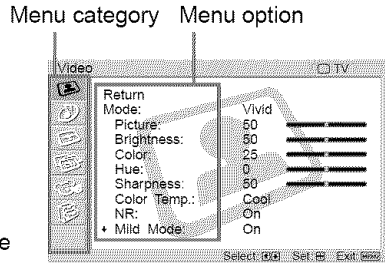 Menu category Menu option
Video TV
Return
Mode: Vivid
Picture: 50
Brightness: 50
Color: 25
Hue: 0
Sharpness: 50
Color Temp.: Cool
NR: On
Mild Mode: On
e
Select: Set: Exit: